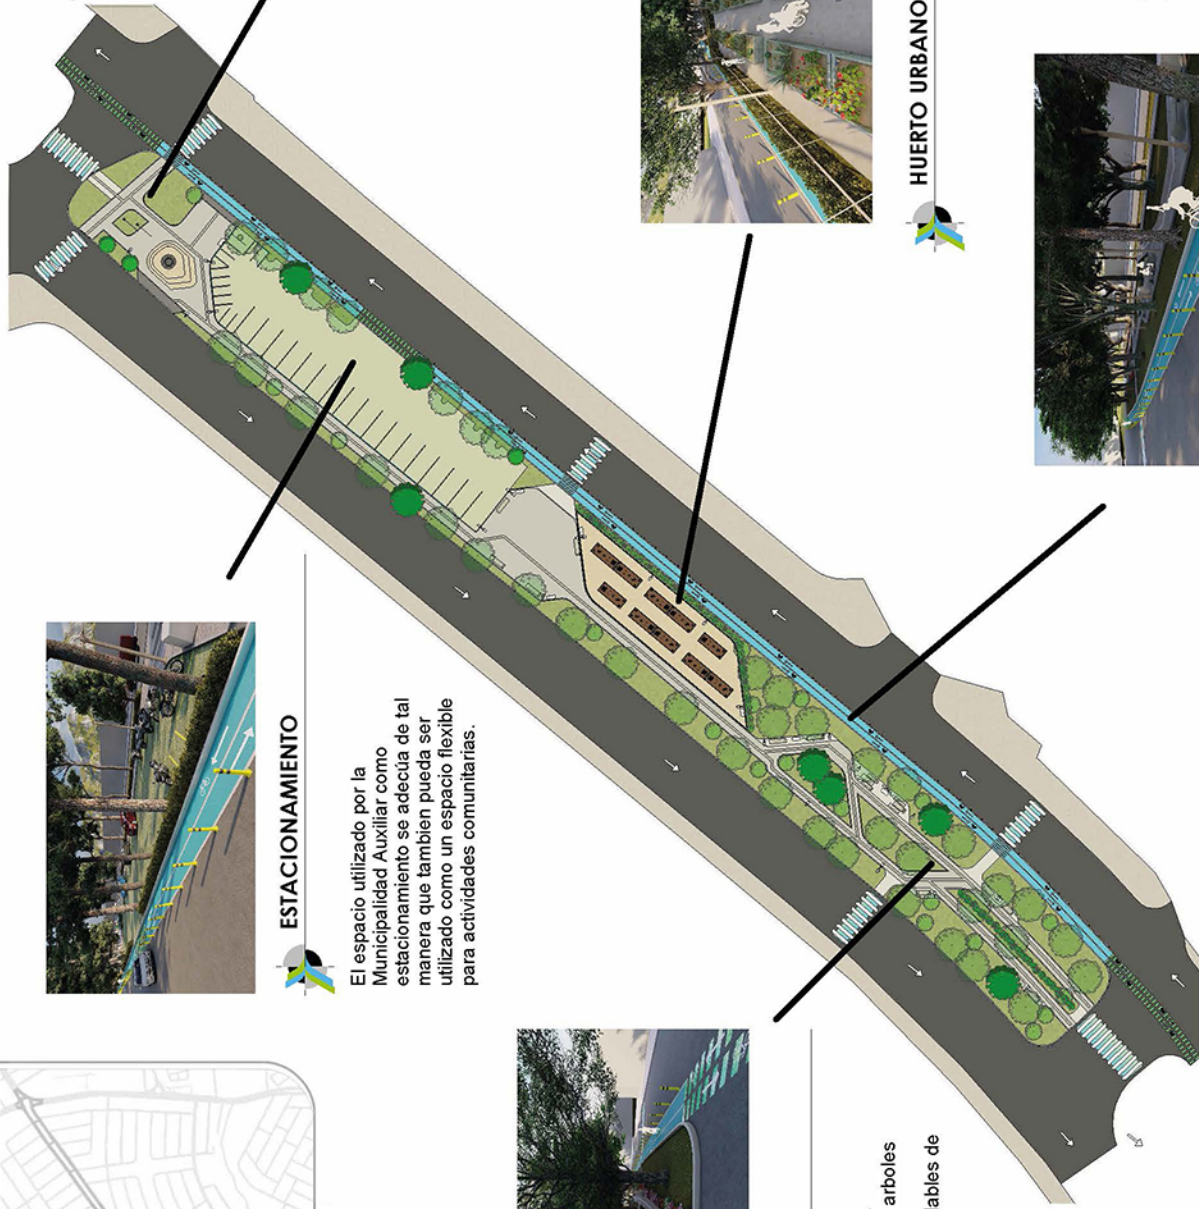 HUERTO URBANO
ESTACIONAMIENTO
El espacio utilizado por la
Municipalidad Auxiliar como
estacionamiento se adecúa de tal
manera que tambien pueda ser
utilizado como un espacio flexible
para actividades comunitarias.
arboles
ables de